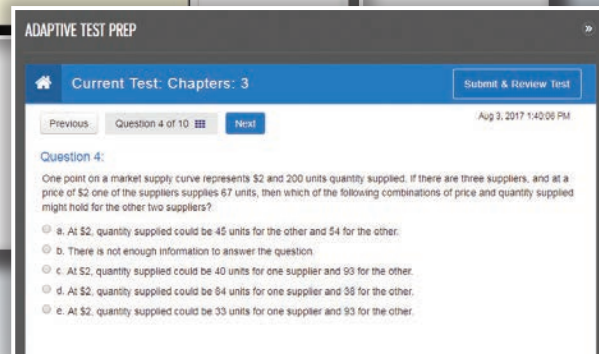 ADAPTIVE TEST PREP
»
Current Test: Chapters: 3
Submit & Review Test
Previous
Question 4 of 10
Next
Aug 3, 2017 1:40:06 PM
Question 4:
One point on a market supply curve represents $2 and 200 units quantity supplied. If there are three suppliers, and at a
price of $2 one of the suppliers supplies 67 units, then which of the following combinations of price and quantity supplied
might hold for the other two suppliers?
a. At $2, quantity supplied could be 45 units for the other and 54 for the other.
b. There is not enough information to answer the question.
c. At $2, quantity supplied could be 40 units for one supplier and 93 for the other.
d. At $2, quantity supplied could be 84 units for one supplier and 38 for the other.
e. At $2, quantity supplied could be 33 units for one supplier and 93 for the other.